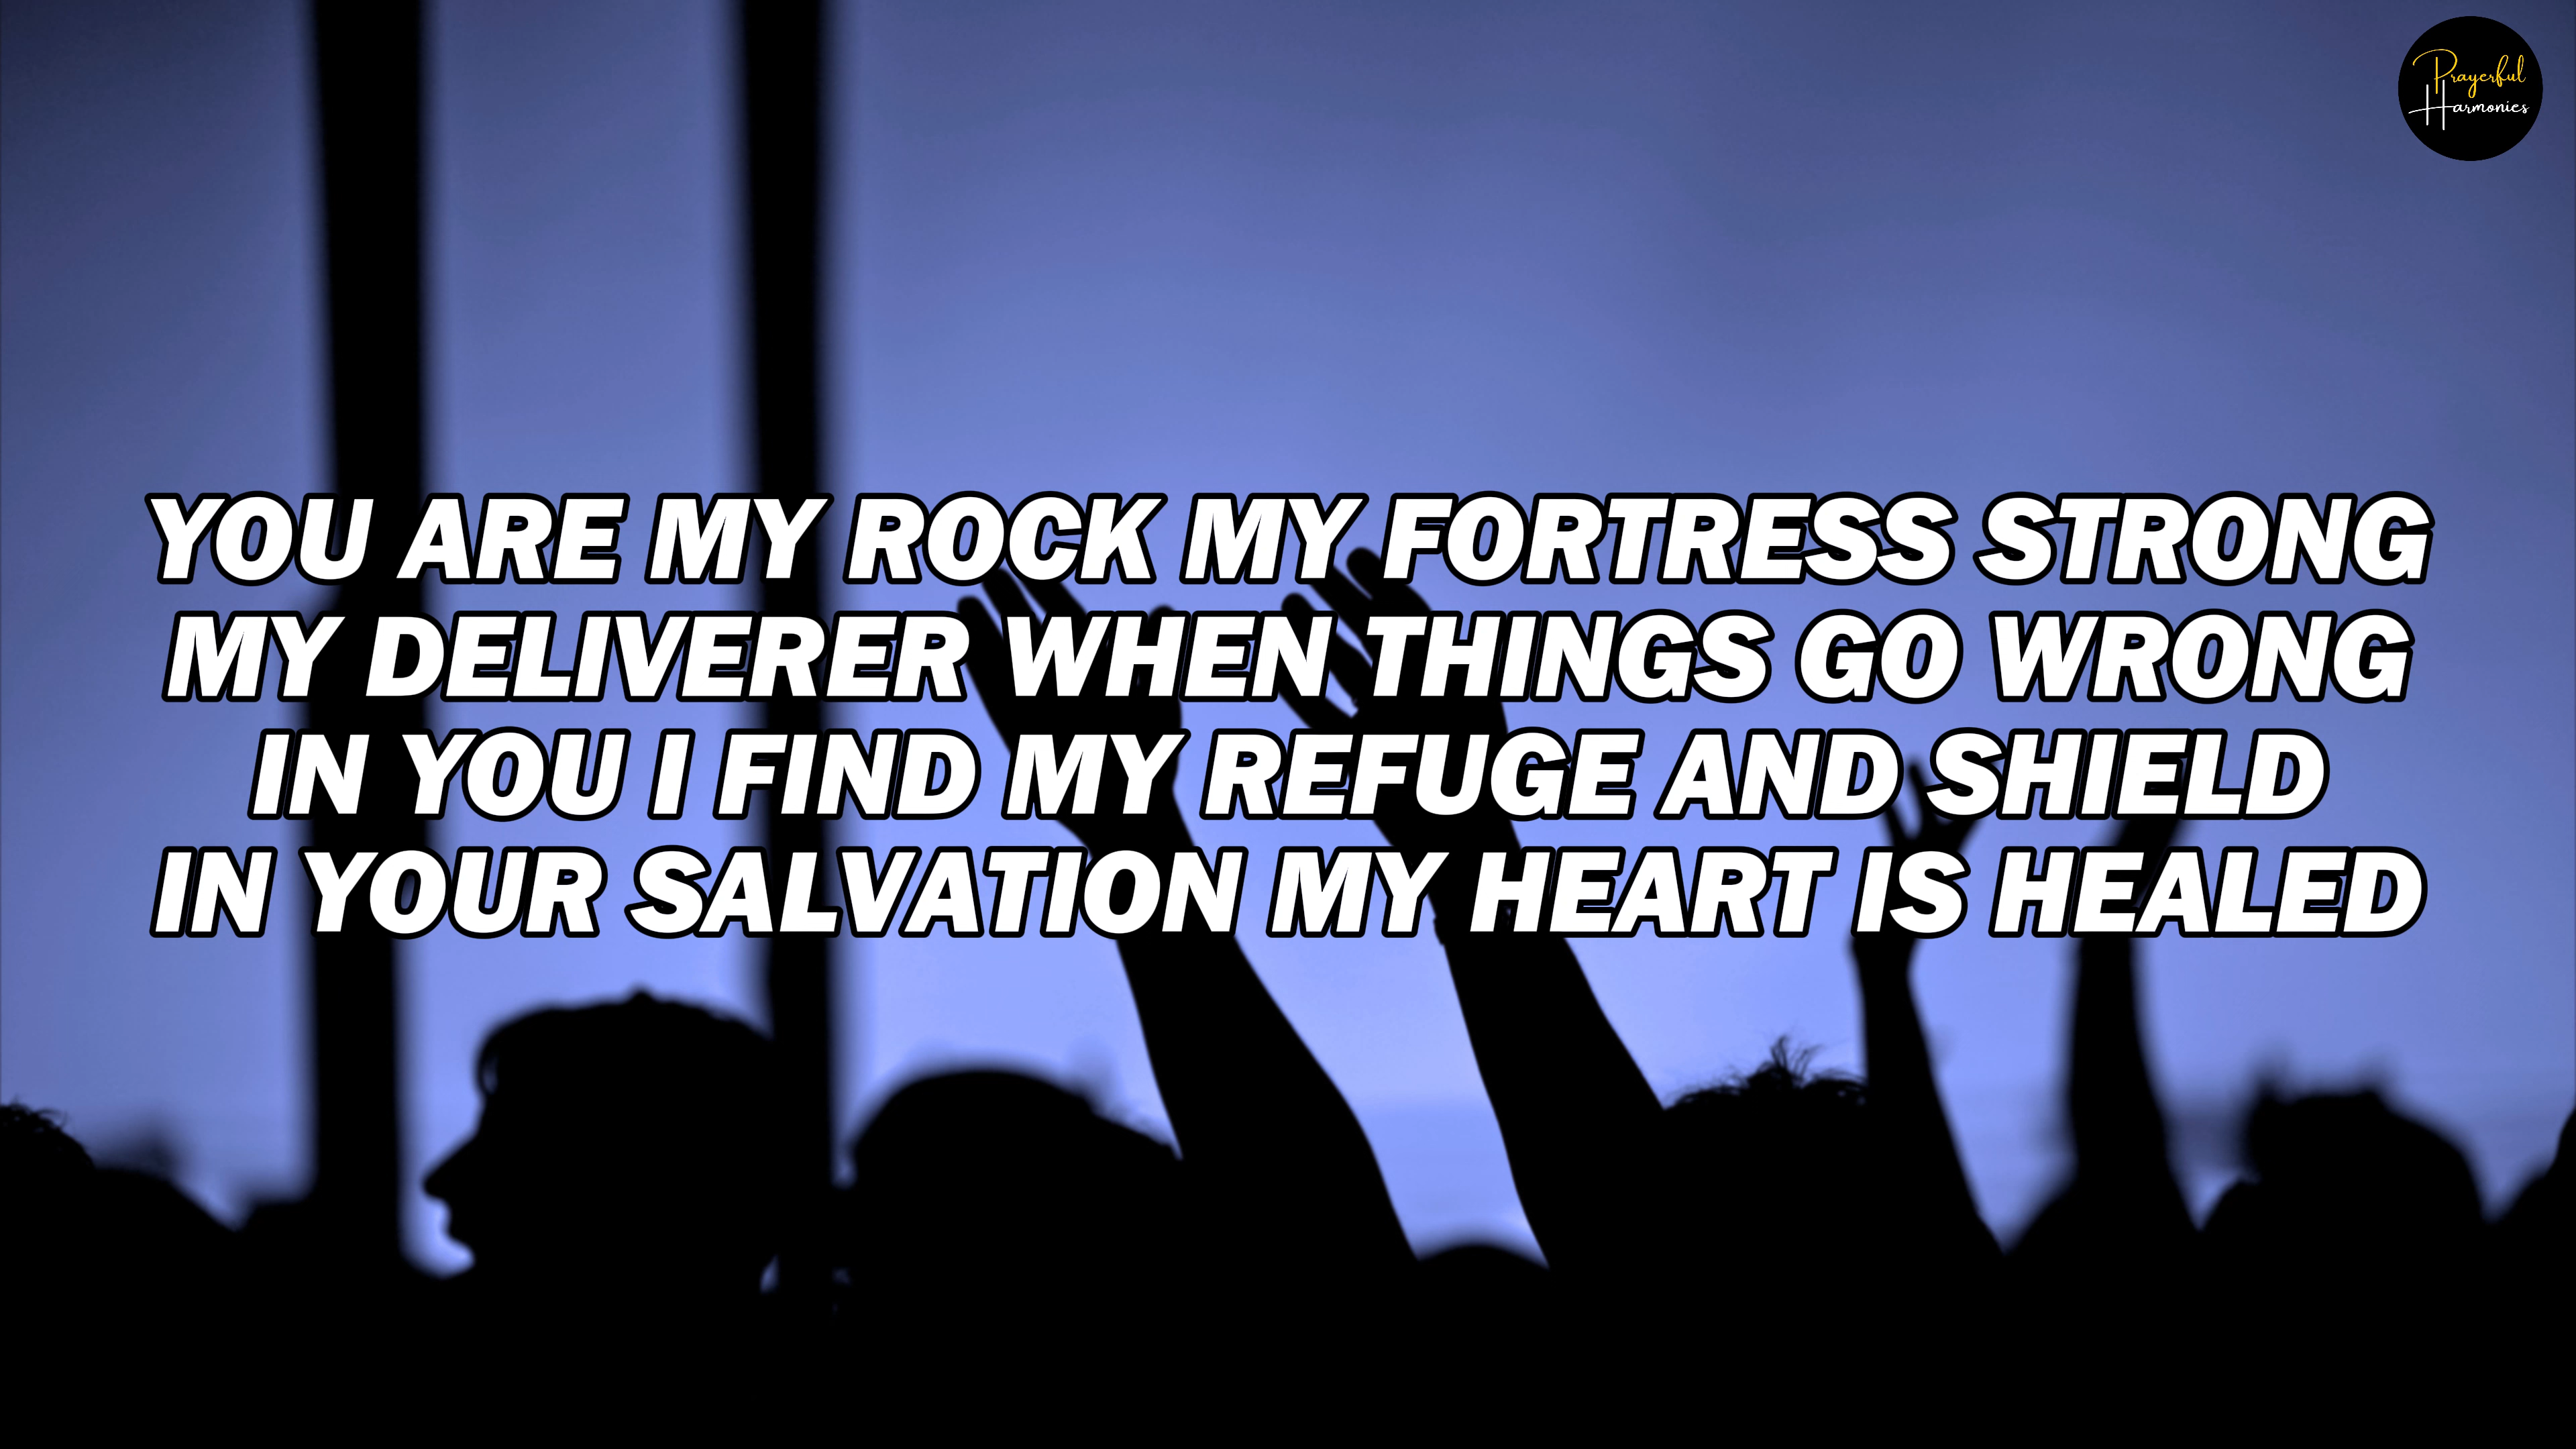 Prayerful
Harmonies
YOU ARE MY ROCK MY FORTRESS STRONG
MY DELIVERER WHEN THINGS GO WRONG
IN YOU I FIND MY REFUGE AND SHIELD
IN YOUR SALVATION MY HEART IS HEALED